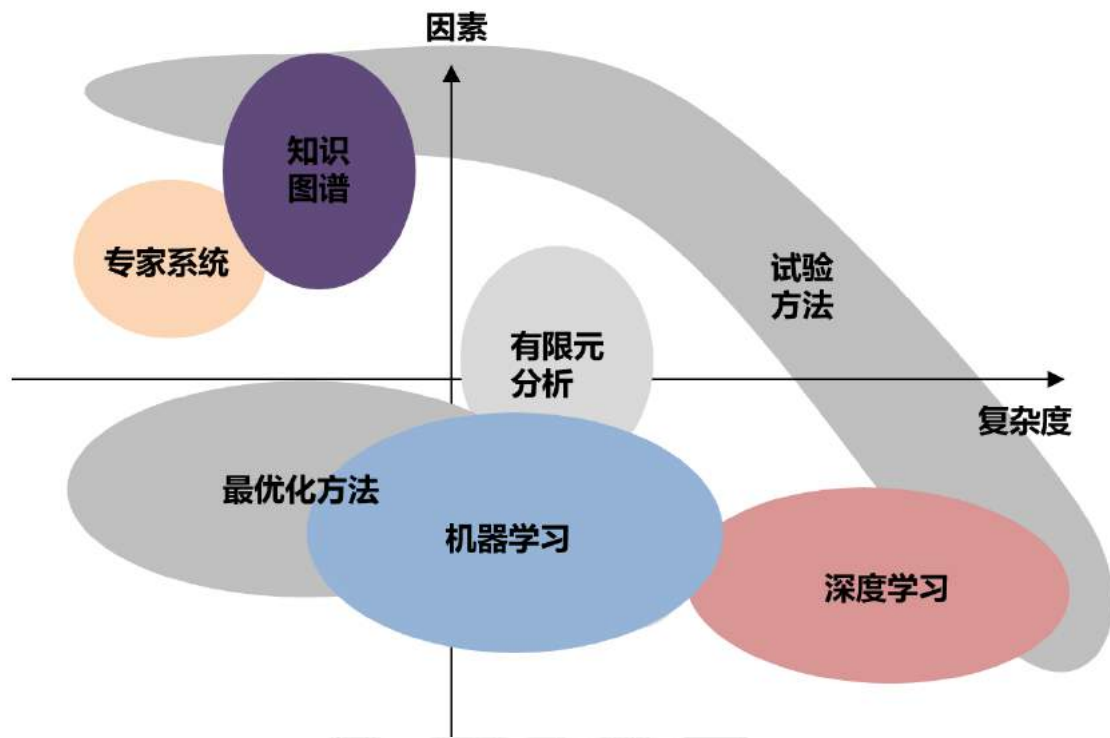 因素
知识
图谱
专家系统
试验
方法
有限元
分析
复杂度
最优化方法
机器学习
深度学习